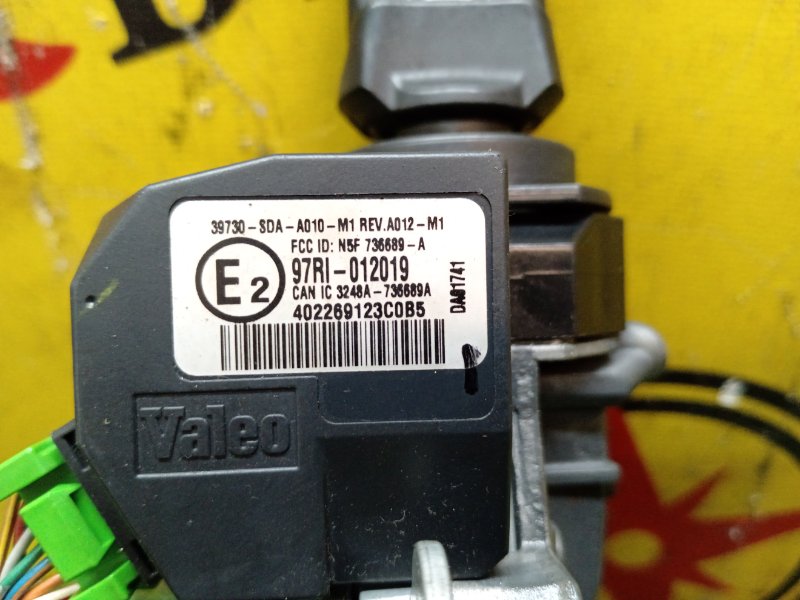 39730-SDA-A010-M1 REV.A012-M1
FCC ID: N5F 736689-A
E2
97RI-012019
CAN IC 3248A-736689A
402269123C0B5
DA81741
Valeo